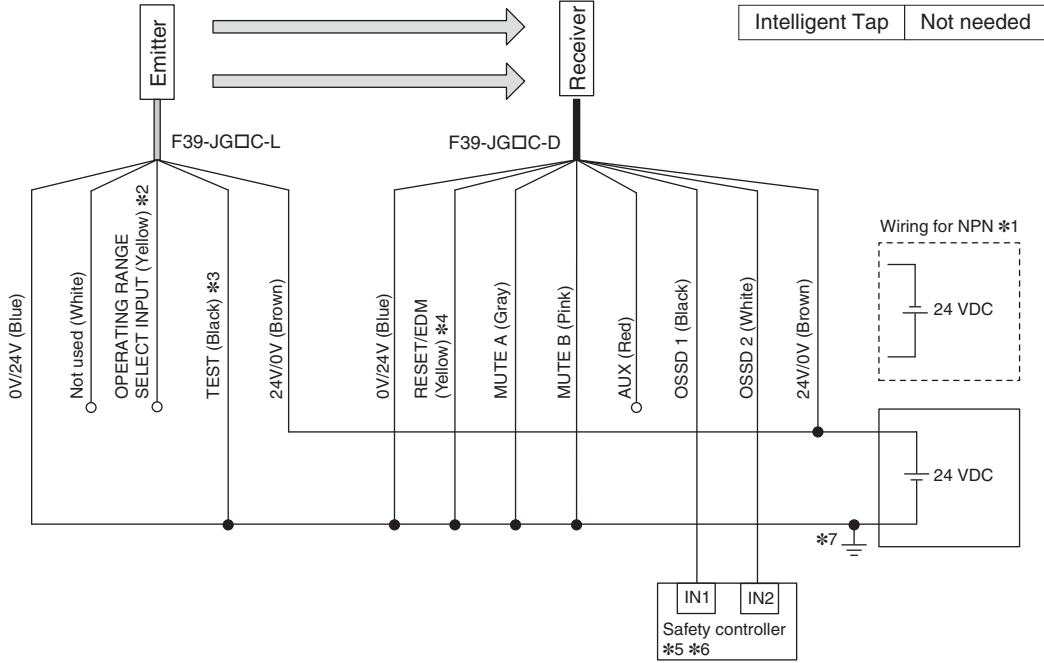 Emitter
Receiver
Intelligent Tap Not needed
F39-JG□C-L
F39-JG□C-D
0V/24V (Blue)
Not used (White)
OPERATING RANGE
SELECT INPUT (Yellow) ✻2
TEST (Black) ✻3
24V/0V (Brown)
0V/24V (Blue)
RESET/EDM
(Yellow) ✻4
MUTE A (Gray)
MUTE B (Pink)
AUX (Red)
OSSD 1 (Black)
OSSD 2 (White)
24V/0V (Brown)
Wiring for NPN ✻1
24 VDC
24 VDC
✻7
IN1 IN2
Safety controller
✻5 ✻6